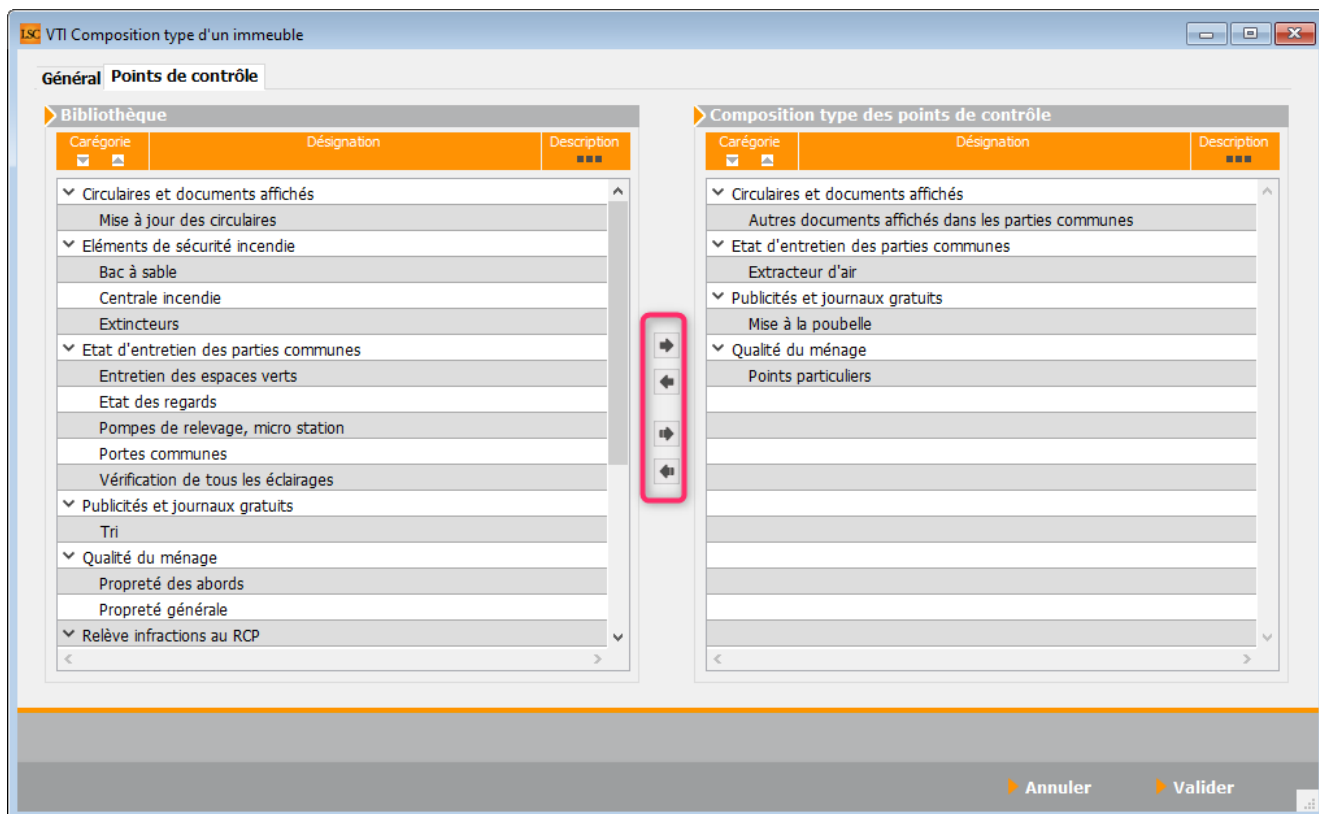 LSC VTI Composition type d'un immeuble
Général Points de contrôle
Bibliothèque
Carégorie Désignation Description
Circulaires et documents affichés
Mise à jour des circulaires
Eléments de sécurité incendie
Bac à sable
Centrale incendie
Extincteurs
Etat d'entretien des parties communes
Entretien des espaces verts
Etat des regards
Pompes de relevage, micro station
Portes communes
Vérification de tous les éclairages
Publicités et journaux gratuits
Tri
Qualité du ménage
Propreté des abords
Propreté générale
Relève infractions au RCP
Composition type des points de contrôle
Carégorie Désignation Description
Circulaires et documents affichés
Autres documents affichés dans les parties communes
Etat d'entretien des parties communes
Extracteur d'air
Publicités et journaux gratuits
Mise à la poubelle
Qualité du ménage
Points particuliers
Annuler Valider